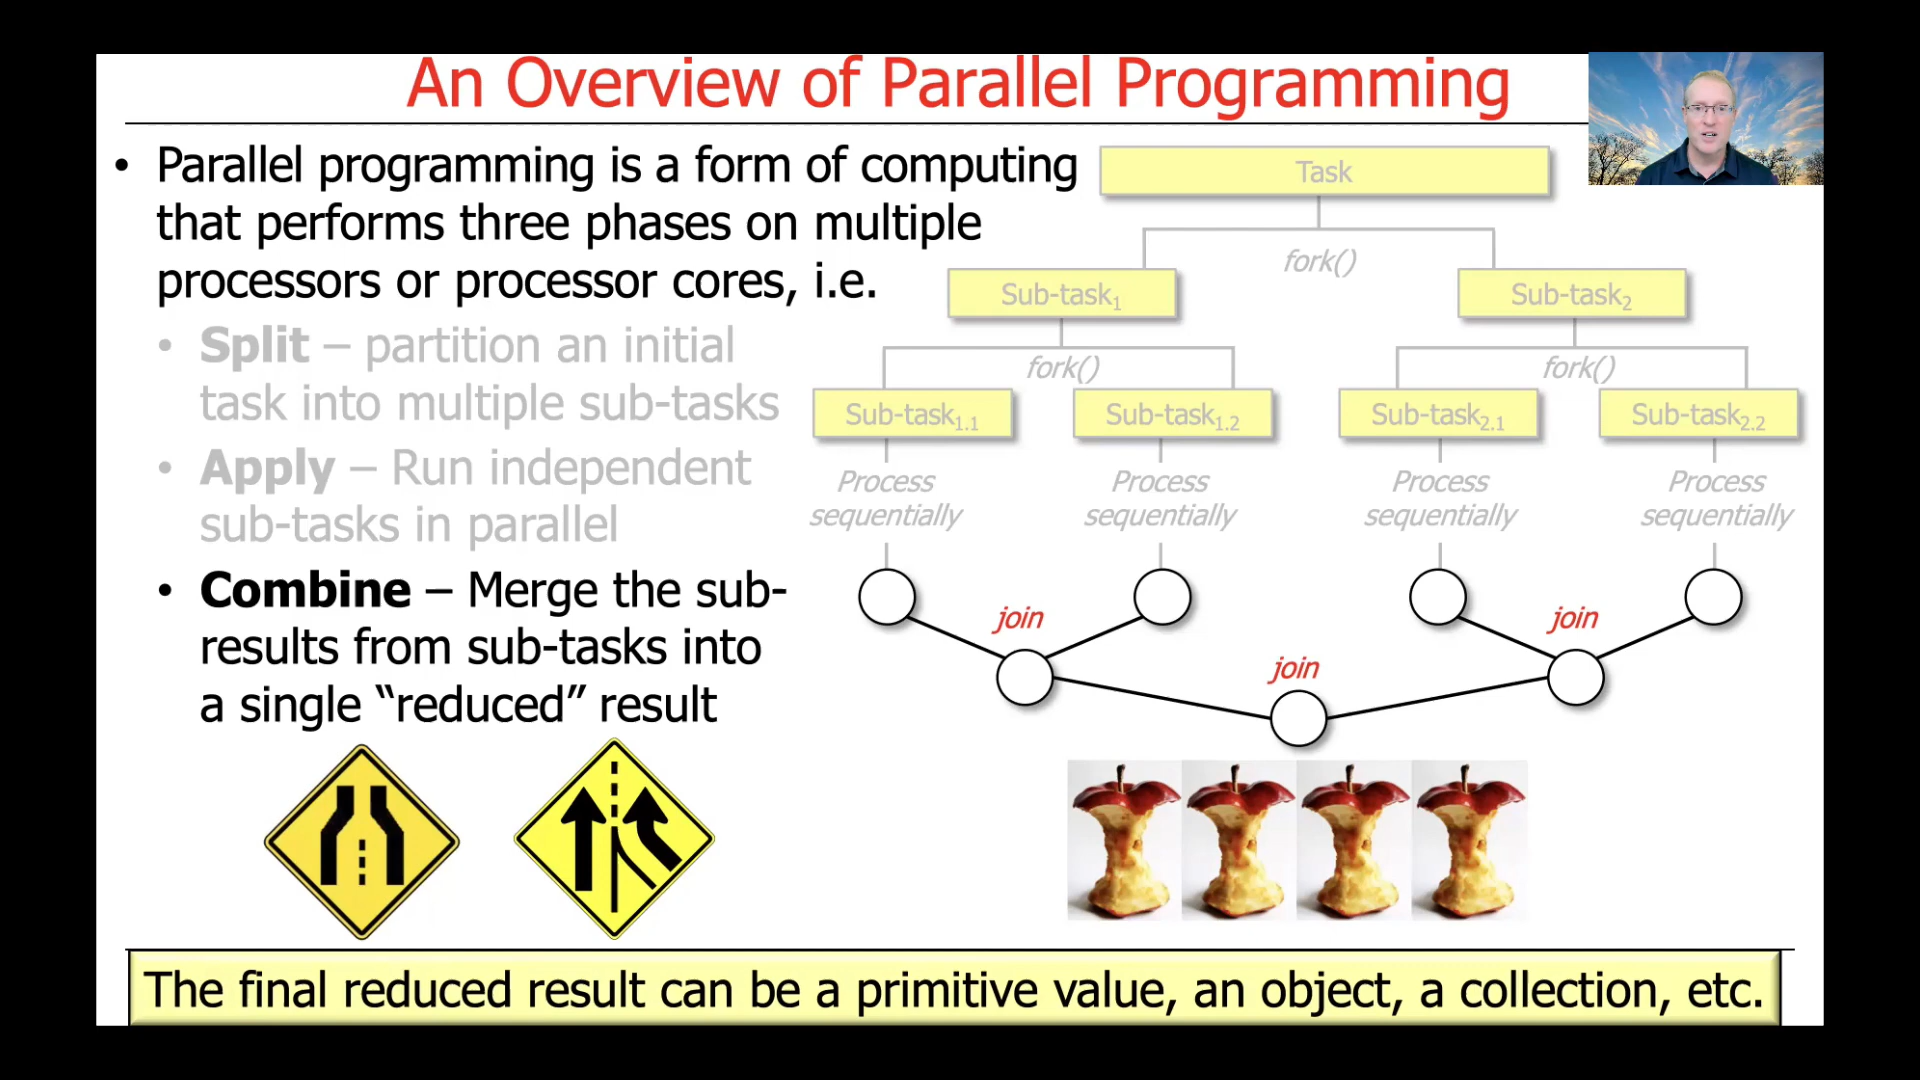 An Overview of Parallel Programming
• Parallel programming is a form of computing
that performs three phases on multiple
processors or processor cores, i.e.
• Split – partition an initial
task into multiple sub-tasks
• Apply – Run independent
sub-tasks in parallel
• Combine – Merge the sub-
results from sub-tasks into
a single “reduced” result
Task
fork()
Sub-task1
Sub-task2
fork()
fork()
Sub-task1.1
Sub-task1.2
Sub-task2.1
Sub-task2.2
Process
sequentially
Process
sequentially
Process
sequentially
Process
sequentially
join
join
join
The final reduced result can be a primitive value, an object, a collection, etc.